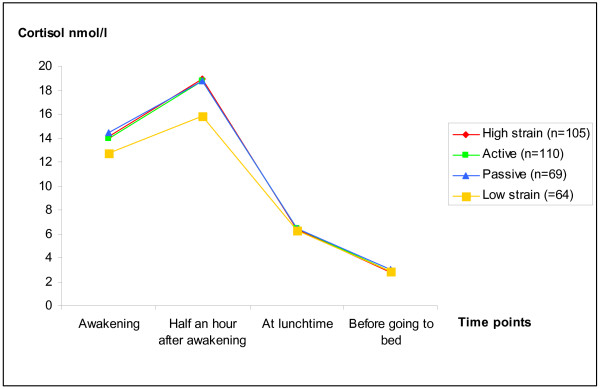 Cortisol nmol/l
20
18
16
14
12
10
8
6
4
2
0
High strain (n=105)
Active (n=110)
Passive (n=69)
Low strain (=64)
Awakening
Half an hour
after awakening
At lunchtime
Before going to
bed
Time points